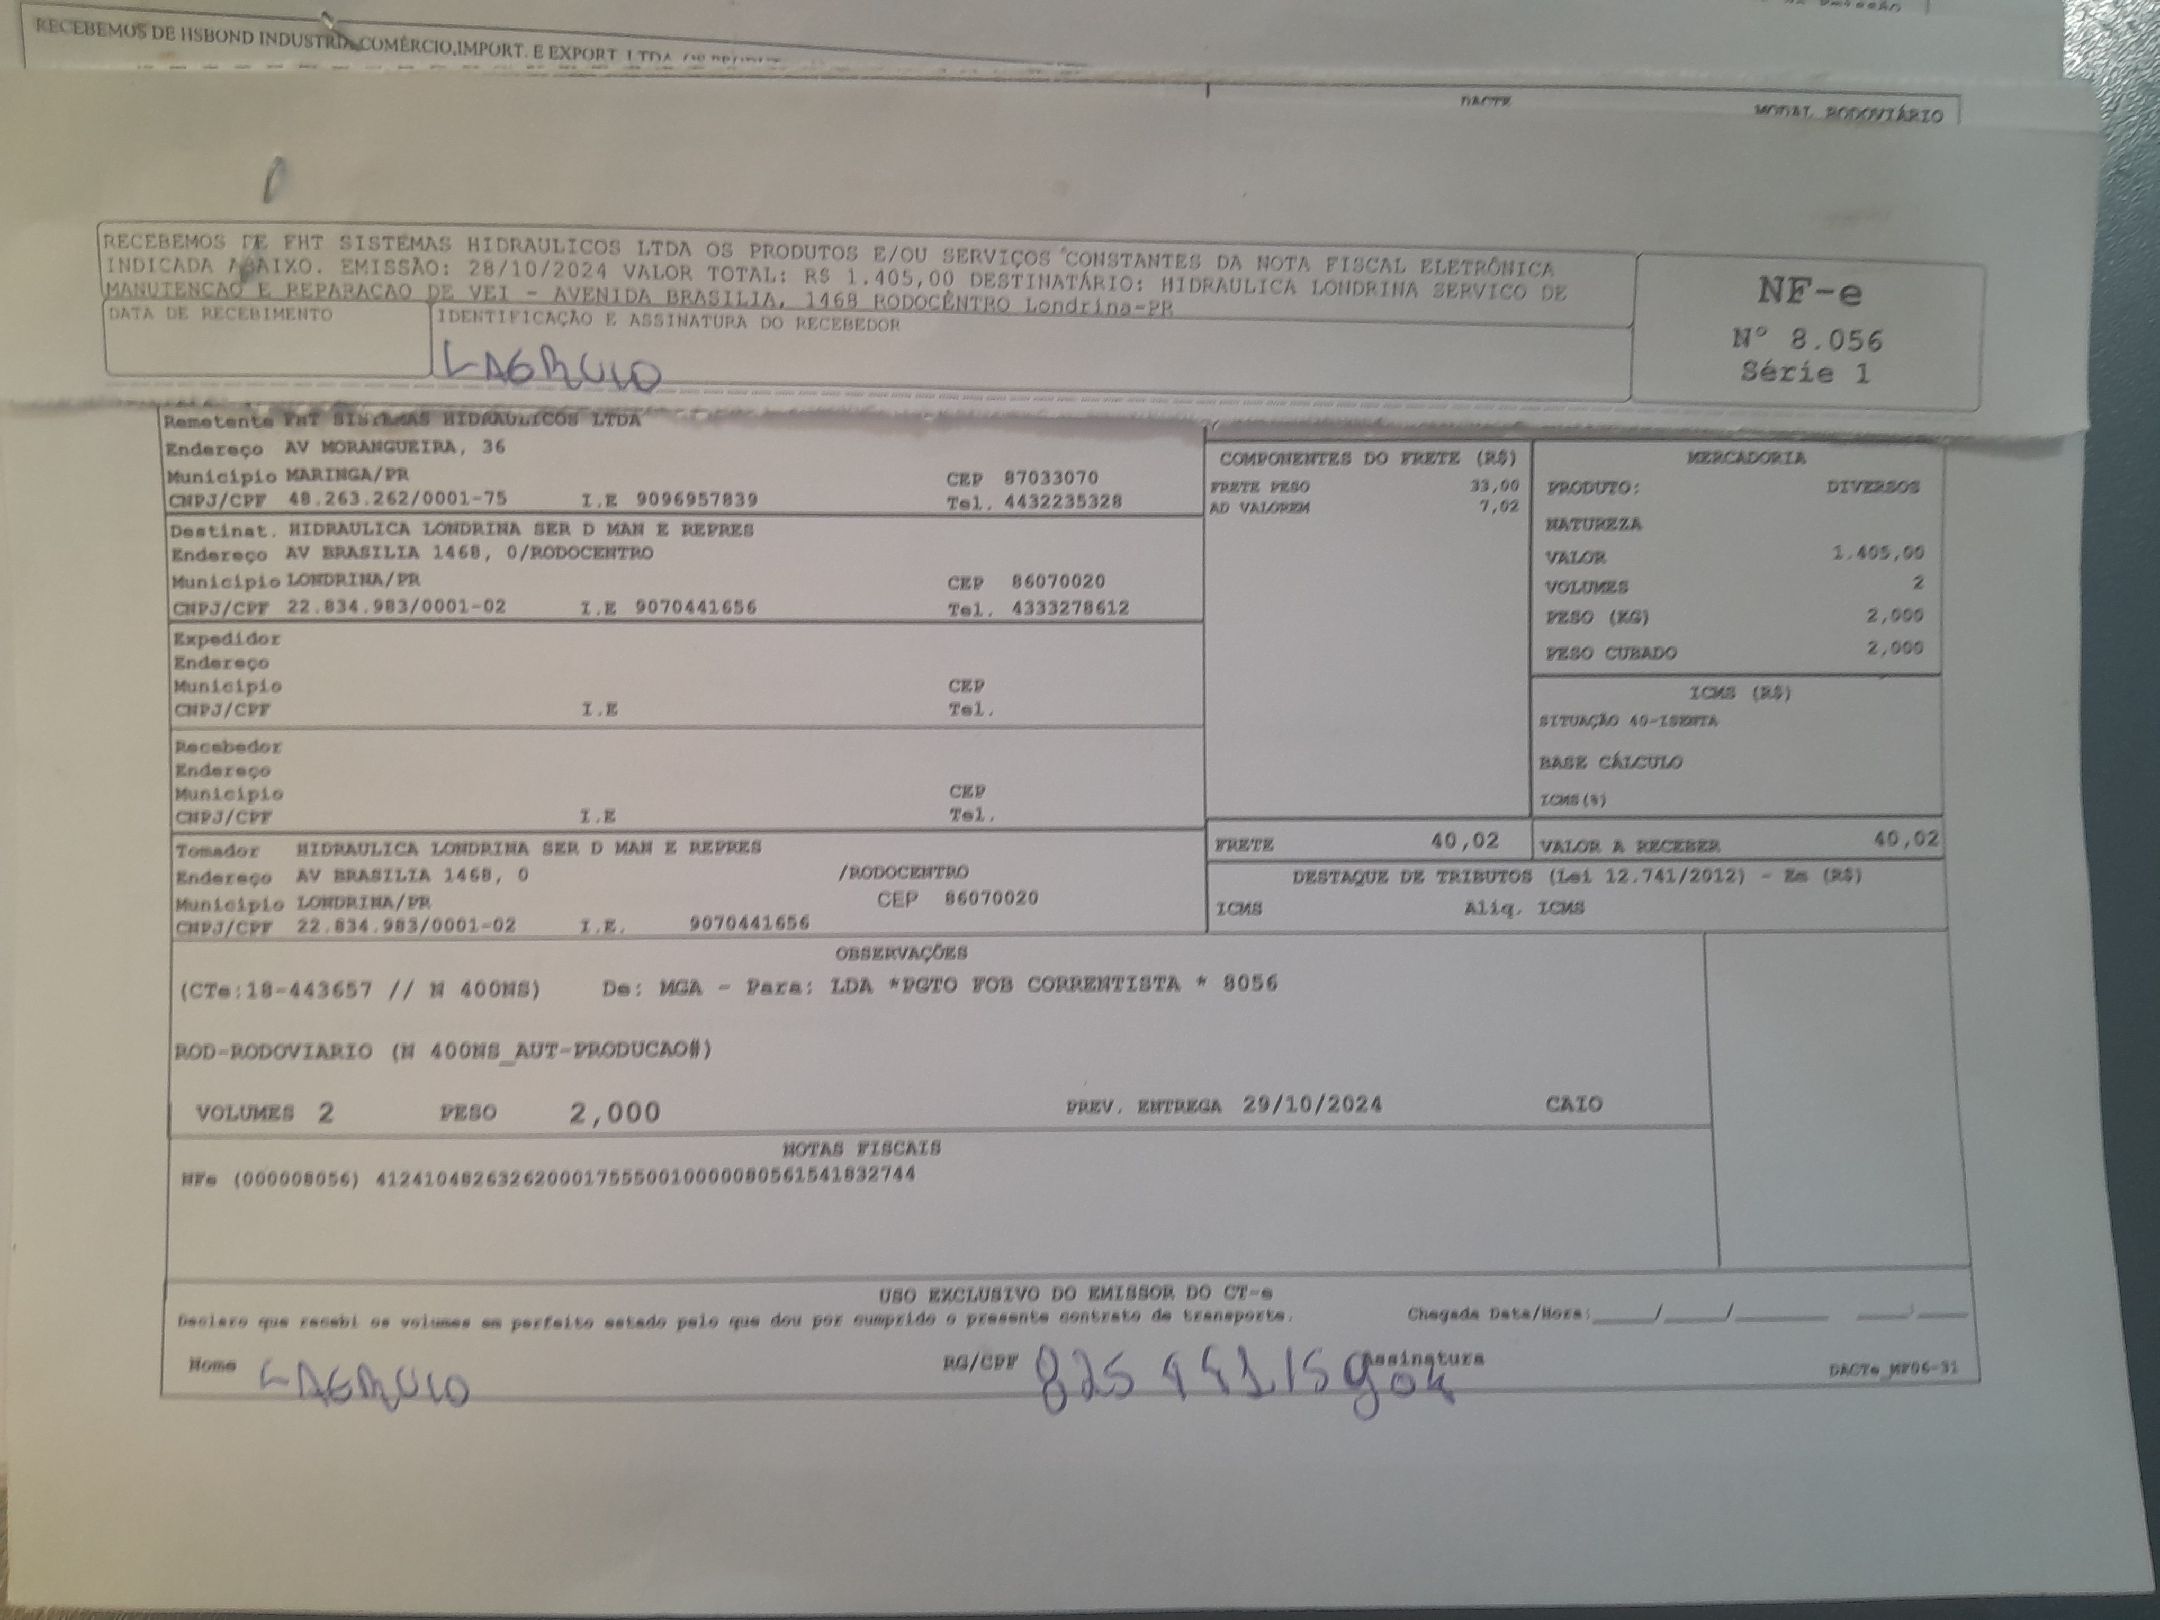 RECEBEMOS DE HSBOND INDUSTRIA,COMÉRCIO,IMPORT. E EXPORT. LTDA
DACTE
MODAL RODOVIÁRIO
RECEBEMOS DE FHT SISTEMAS HIDRAULICOS LTDA OS PRODUTOS E/OU SERVIÇOS CONSTANTES DA NOTA FISCAL ELETRÔNICA
INDICADA ABAIXO. EMISSÃO: 28/10/2024 VALOR TOTAL: R$ 1.405,00 DESTINATÁRIO: HIDRAULICA LONDRINA SERVICO DE
MANUTENCAO E REPARACAO DE VEI - AVENIDA BRASILIA, 1468 RODOCENTRO Londrina-PR
DATA DE RECEBIMENTO
IDENTIFICAÇÃO E ASSINATURA DO RECEBEDOR
NF-e
Nº 8.056
Série 1
Remetente FHT SISTEMAS HIDRAULICOS LTDA
Endereço AV MORANGUEIRA, 36
Município MARINGA/PR CEP 87033070
CNPJ/CPF 48.263.262/0001-75 I.E 9096957839 Tel. 4432235328
Destinat. HIDRAULICA LONDRINA SER D MAN E REPRES
Endereço AV BRASILIA 1468, 0/RODOCENTRO
Município LONDRINA/PR CEP 86070020
CNPJ/CPF 22.834.983/0001-02 I.E 9070441656 Tel. 4333278612
Expedidor
Endereço
Município CEP
CNPJ/CPF I.E Tel.
Recebedor
Endereço
Município CEP
CNPJ/CPF I.E Tel.
Tomador HIDRAULICA LONDRINA SER D MAN E REPRES
Endereço AV BRASILIA 1468, 0 /RODOCENTRO
Município LONDRINA/PR CEP 86070020
CNPJ/CPF 22.834.983/0001-02 I.E. 9070441656
COMPONENTES DO FRETE (R$)
FRETE PESO 33,00
AD VALOREM 7,02
FRETE 40,02
MERCADORIA
PRODUTO: DIVERSOS
NATUREZA
VALOR 1.405,00
VOLUMES 2
PESO (KG) 2,000
PESO CUBADO 2,000
ICMS (R$)
SITUAÇÃO 40-ISENTA
BASE CÁLCULO
ICMS(%)
VALOR A RECEBER 40,02
DESTAQUE DE TRIBUTOS (Lei 12.741/2012) - Em (R$)
ICMS Aliq. ICMS
OBSERVAÇÕES
(CTe:18-443657 // N 400NS) De: MGA - Para: LDA *PGTO FOB CORRENTISTA * 8056
ROD-RODOVIARIO (N 400NS_AUT-PRODUCAO#)
VOLUMES 2 PESO 2,000 PREV. ENTREGA 29/10/2024 CAIO
NOTAS FISCAIS
NFe (000008056) 41241048263262000175550010000080561541832744
USO EXCLUSIVO DO EMISSOR DO CT-e
Declaro que recebi os volumes em perfeito estado pelo que dou por cumprido o presente contrato de transporte. Chegada Data/Hora:
Nome RG/CPF Assinatura DACTe_MF06-31